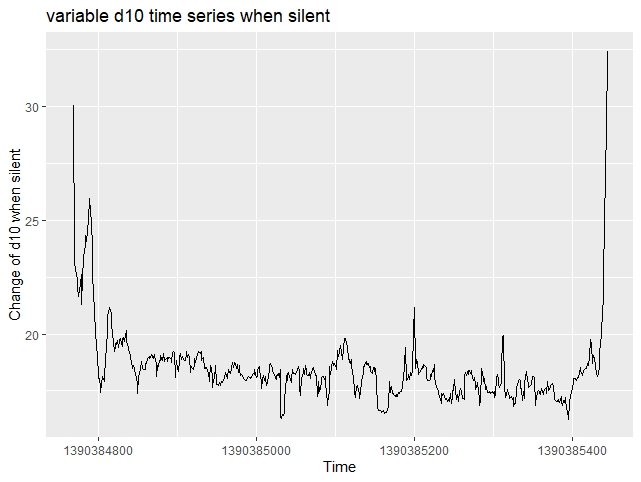 variable d10 time series when silent
Change of d10 when silent
30
25
20
1390384800
1390385000
1390385200
1390385400
Time